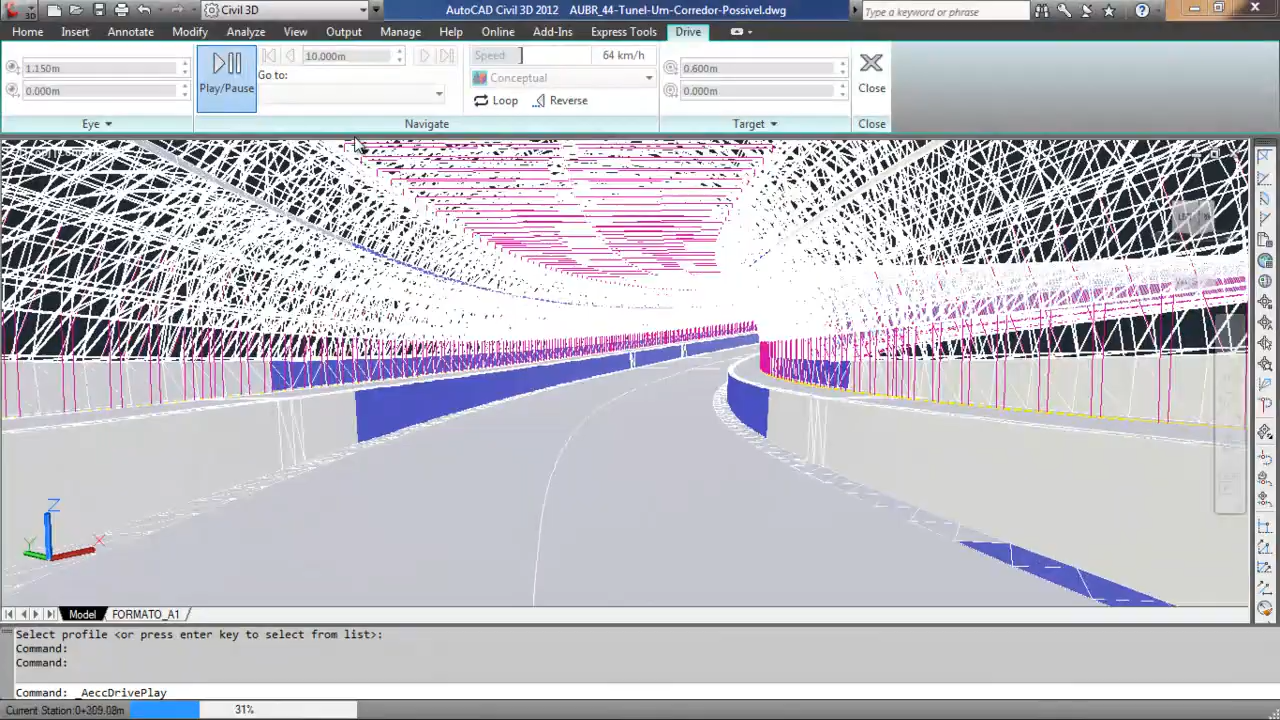 Civil 3D
AutoCAD Civil 3D 2012 AUBR_44-Tunel-Um-Corredor-Possivel.dwg
Type a keyword or phrase
Home Insert Annotate Modify Analyze View Output Manage Help Online Add-Ins Express Tools Drive
1.150m
0.000m
Eye
Play/Pause
10.000m
Go to:
Speed 64 km/h
Conceptual
Loop Reverse
Navigate
0.600m
0.000m
Target
Close
Close
Z
Y X
Model FORMATO_A1
Select profile <or press enter key to select from list>:
Command:
Command:
Command: _AeccDrivePlay
Current Station:0+309.08m 31%